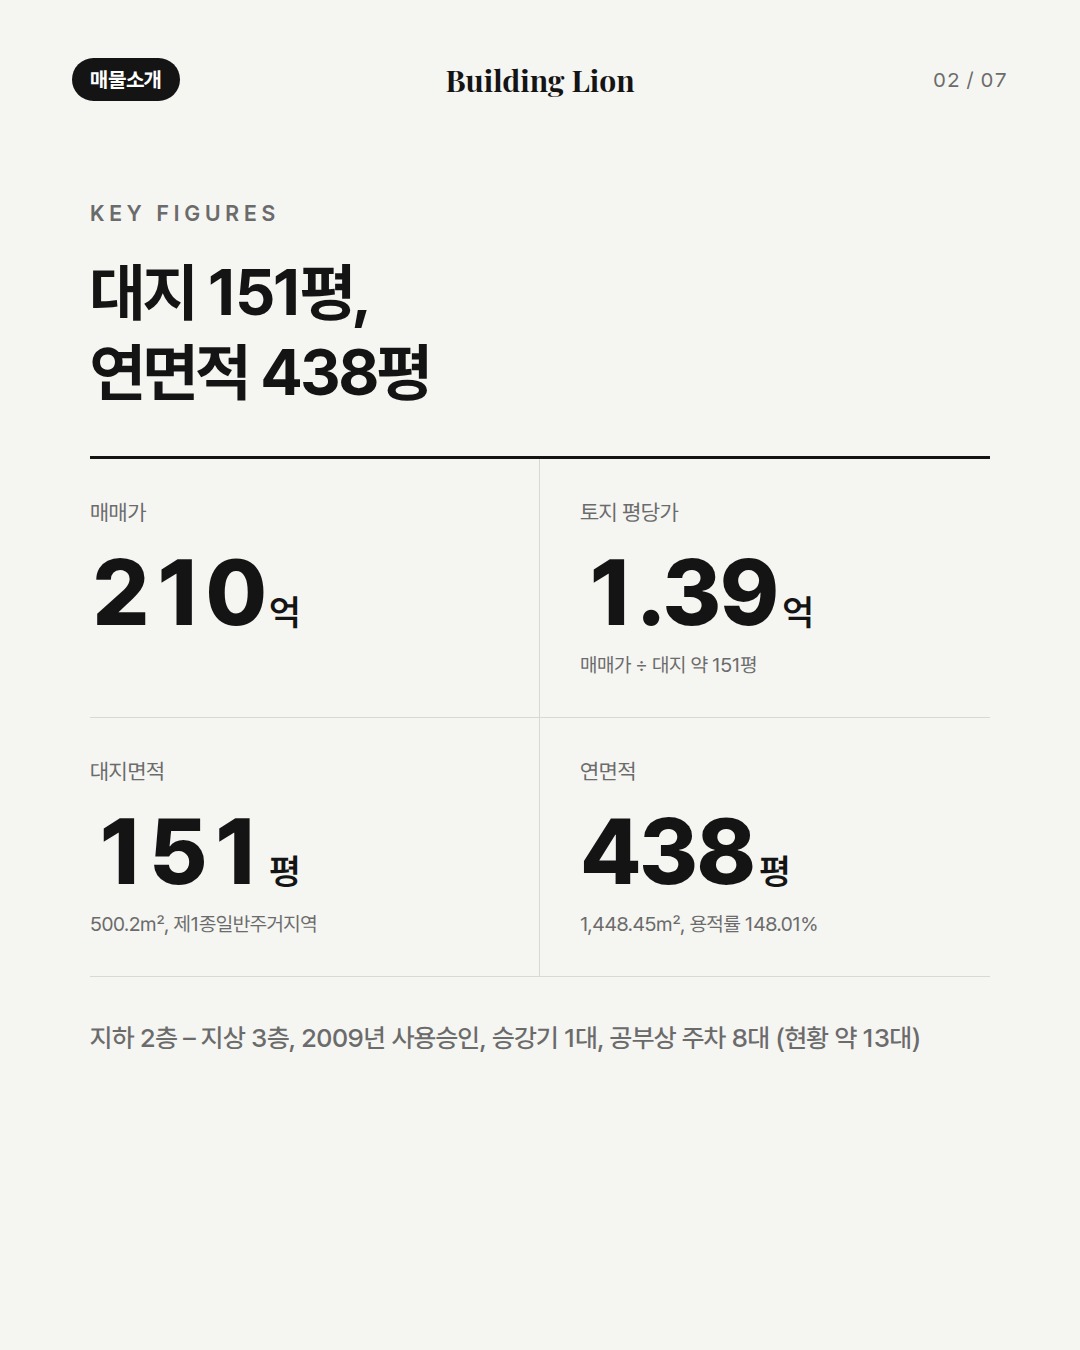 매물소개
Building Lion
02 / 07
KEY FIGURES
대지 151평,
연면적 438평
매매가
210억
토지 평당가
1.39억
매매가 ÷ 대지 약 151평
대지면적
151평
500.2m², 제1종일반주거지역
연면적
438평
1,448.45m², 용적률 148.01%
지하 2층 – 지상 3층, 2009년 사용승인, 승강기 1대, 공부상 주차 8대 (현황 약 13대)